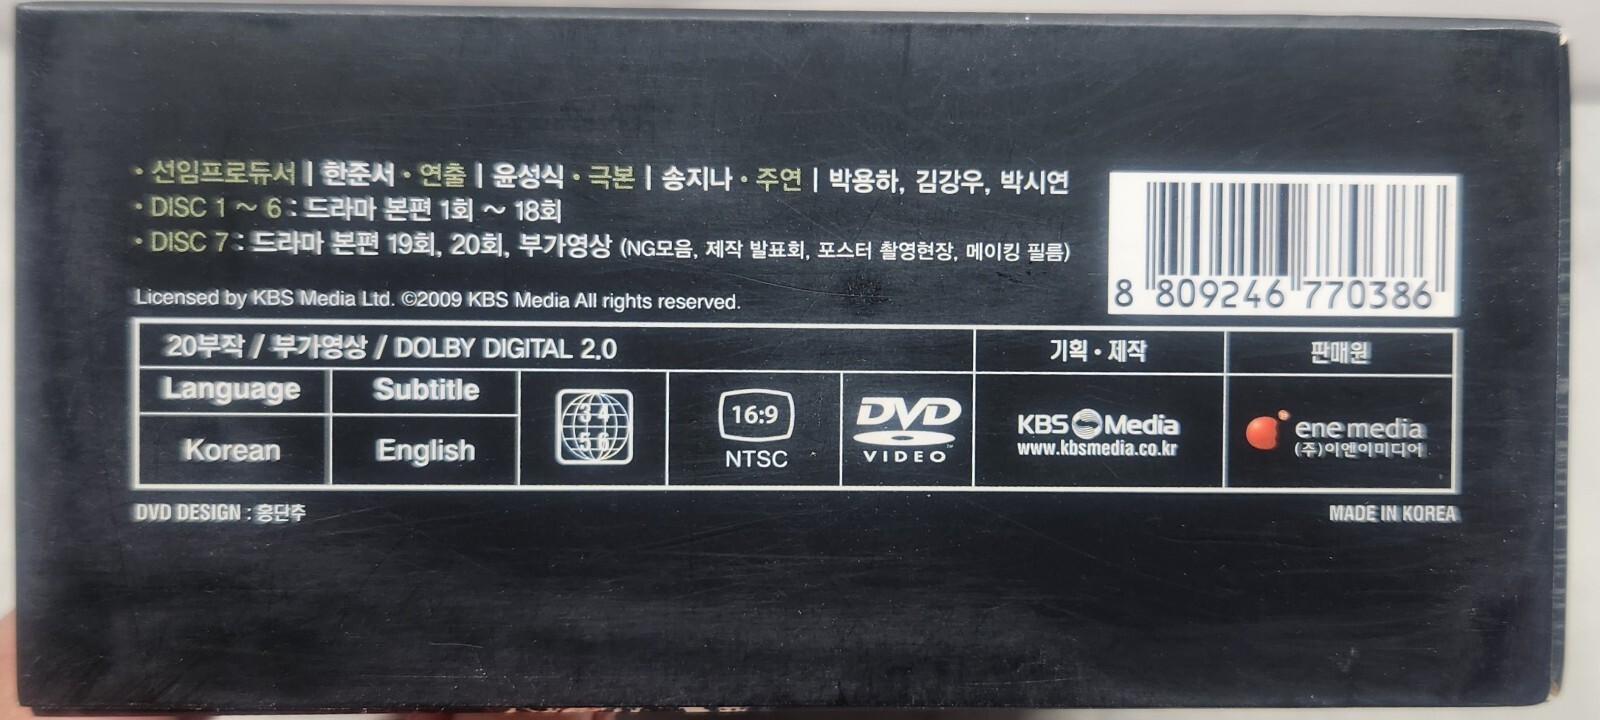 • 선임프로듀서 | 한준서 • 연출 | 윤성식 • 극본 | 송지나 • 주연 | 박용하, 김강우, 박시연
• DISC 1 ~ 6 : 드라마 본편 1회 ~ 18회
• DISC 7 : 드라마 본편 19회, 20회, 부가영상 (NG모음, 제작 발표회, 포스터 촬영현장, 메이킹 필름)
8 809246 770386
Licensed by KBS Media Ltd. ©2009 KBS Media All rights reserved.
20부작 / 부가영상 / DOLBY DIGITAL 2.0
기획 • 제작
판매원
Language
Subtitle
Korean
English
3 4
5 6
16:9
NTSC
DVD
VIDEO
KBS Media
www.kbsmedia.co.kr
ene media
(주)이엔이미디어
DVD DESIGN : 홍단추
MADE IN KOREA